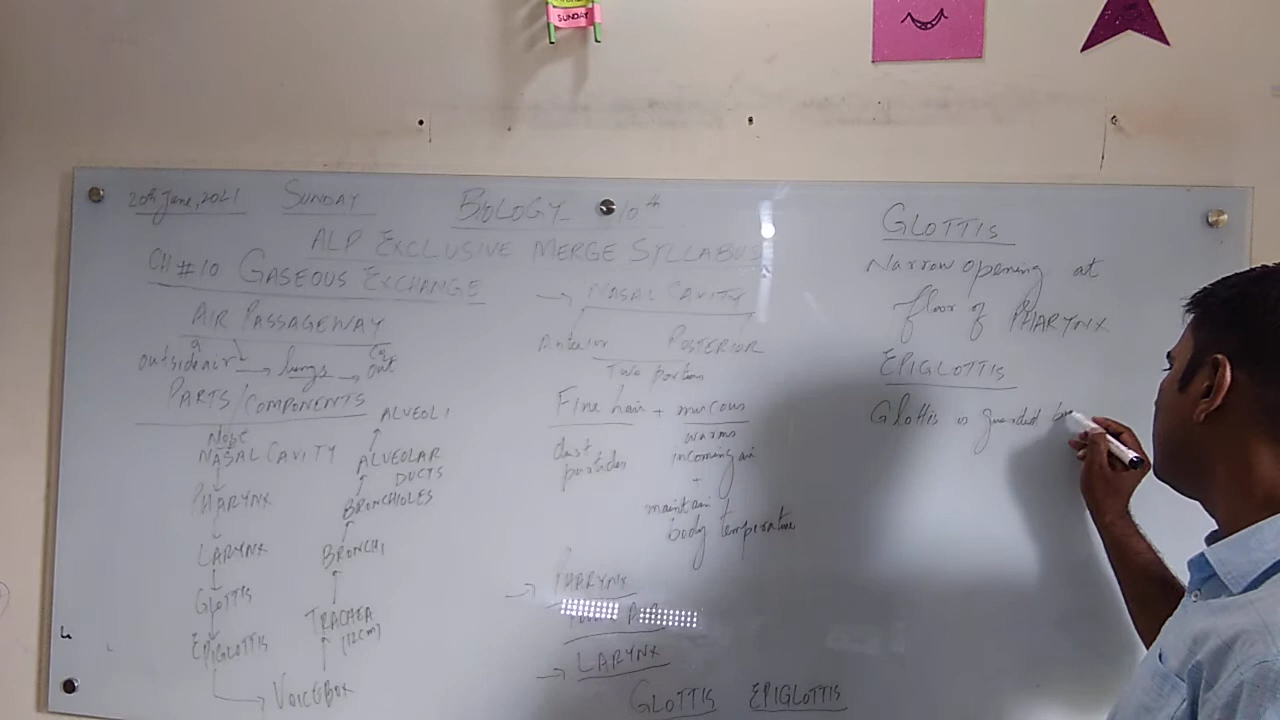 SUNDAY
20th June, 2021 SUNDAY BIOLOGY 10th
ALP EXCLUSIVE MERGE SYLLABUS
CH # 10 GASEOUS EXCHANGE
AIR PASSAGEWAY
outside air → lungs → out
PARTS/COMPONENTS
Nose
NASAL CAVITY
PHARYNX
LARYNX
GLOTTIS
EPIGLOTTIS
VOICEBOX
ALVEOLI
ALVEOLAR
DUCTS
BRONCHIOLES
BRONCHI
TRACHEA
(12cm)
→ NASAL CAVITY
Anterior POSTERIOR
Two portion
Fine hair + mucous
dust
particles
warms
incoming air
+
maintain
body temperature
→ PHARYNX
→ LARYNX
GLOTTIS EPIGLOTTIS
GLOTTIS
Narrow opening at
floor of PHARYNX
EPIGLOTTIS
Glottis is guarded by